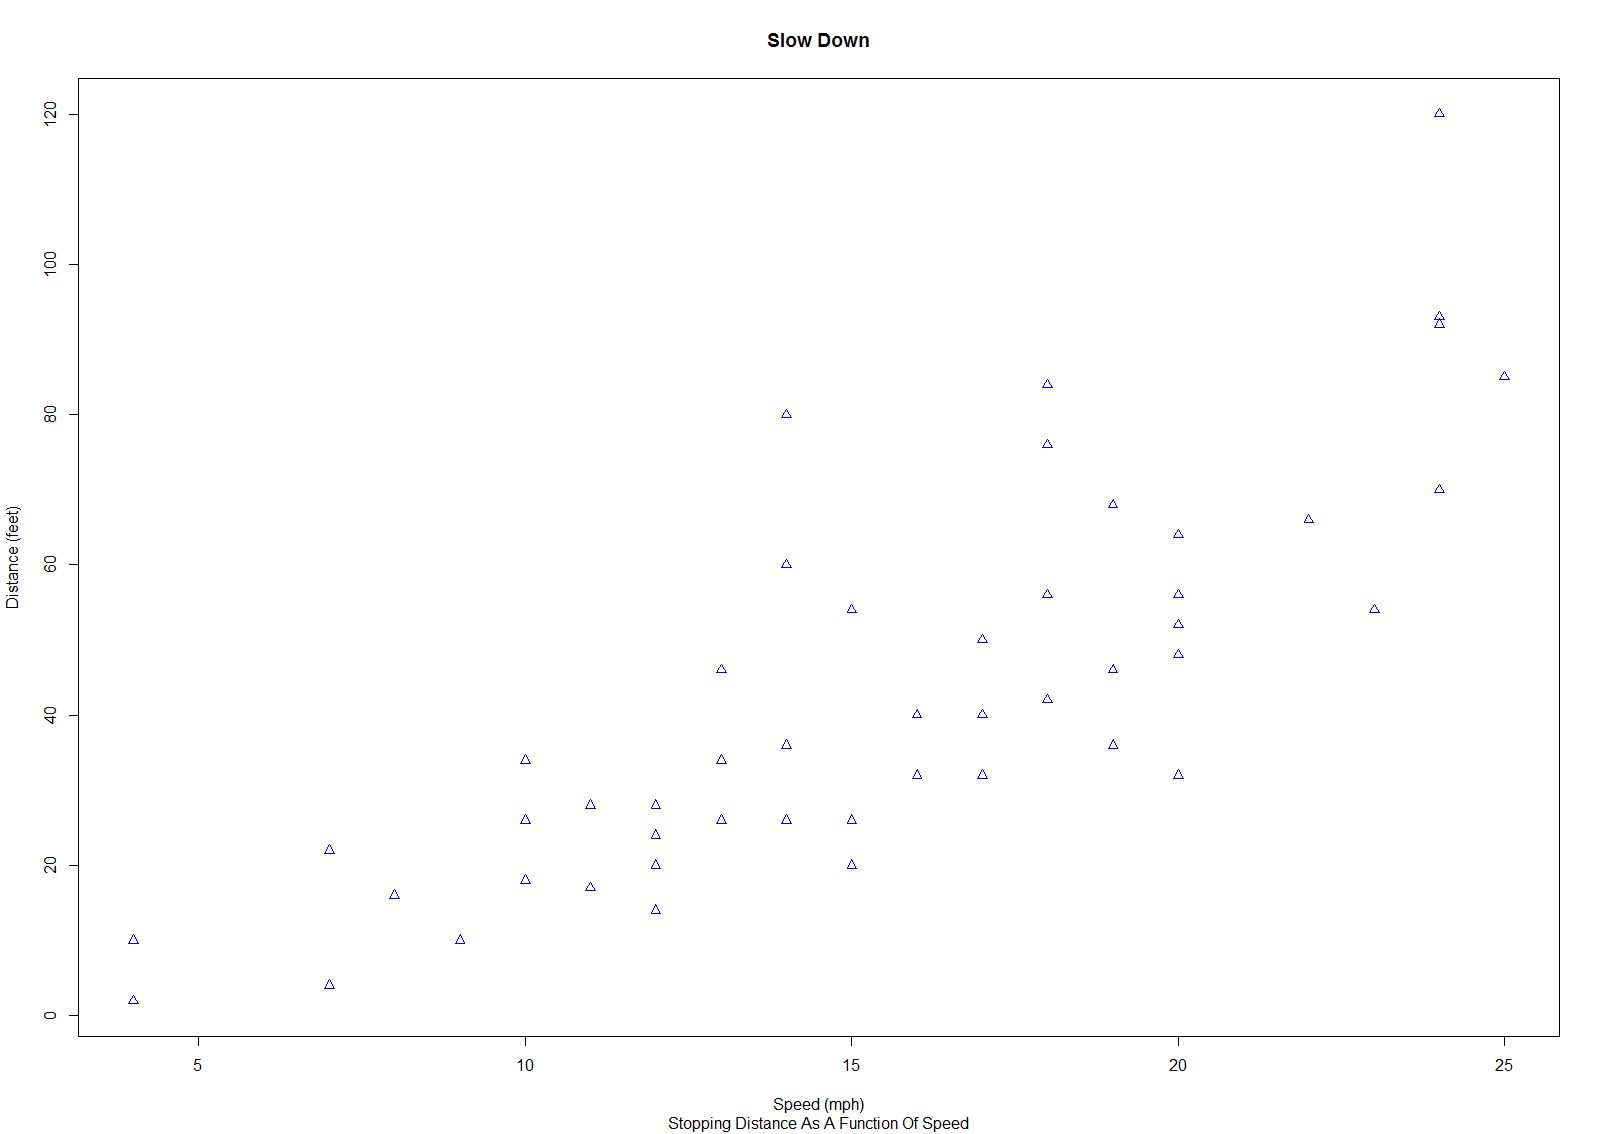 Slow Down
120
100
80
60
40
20
0
Distance (feet)
5 10 15 20 25
Speed (mph)
Stopping Distance As A Function Of Speed